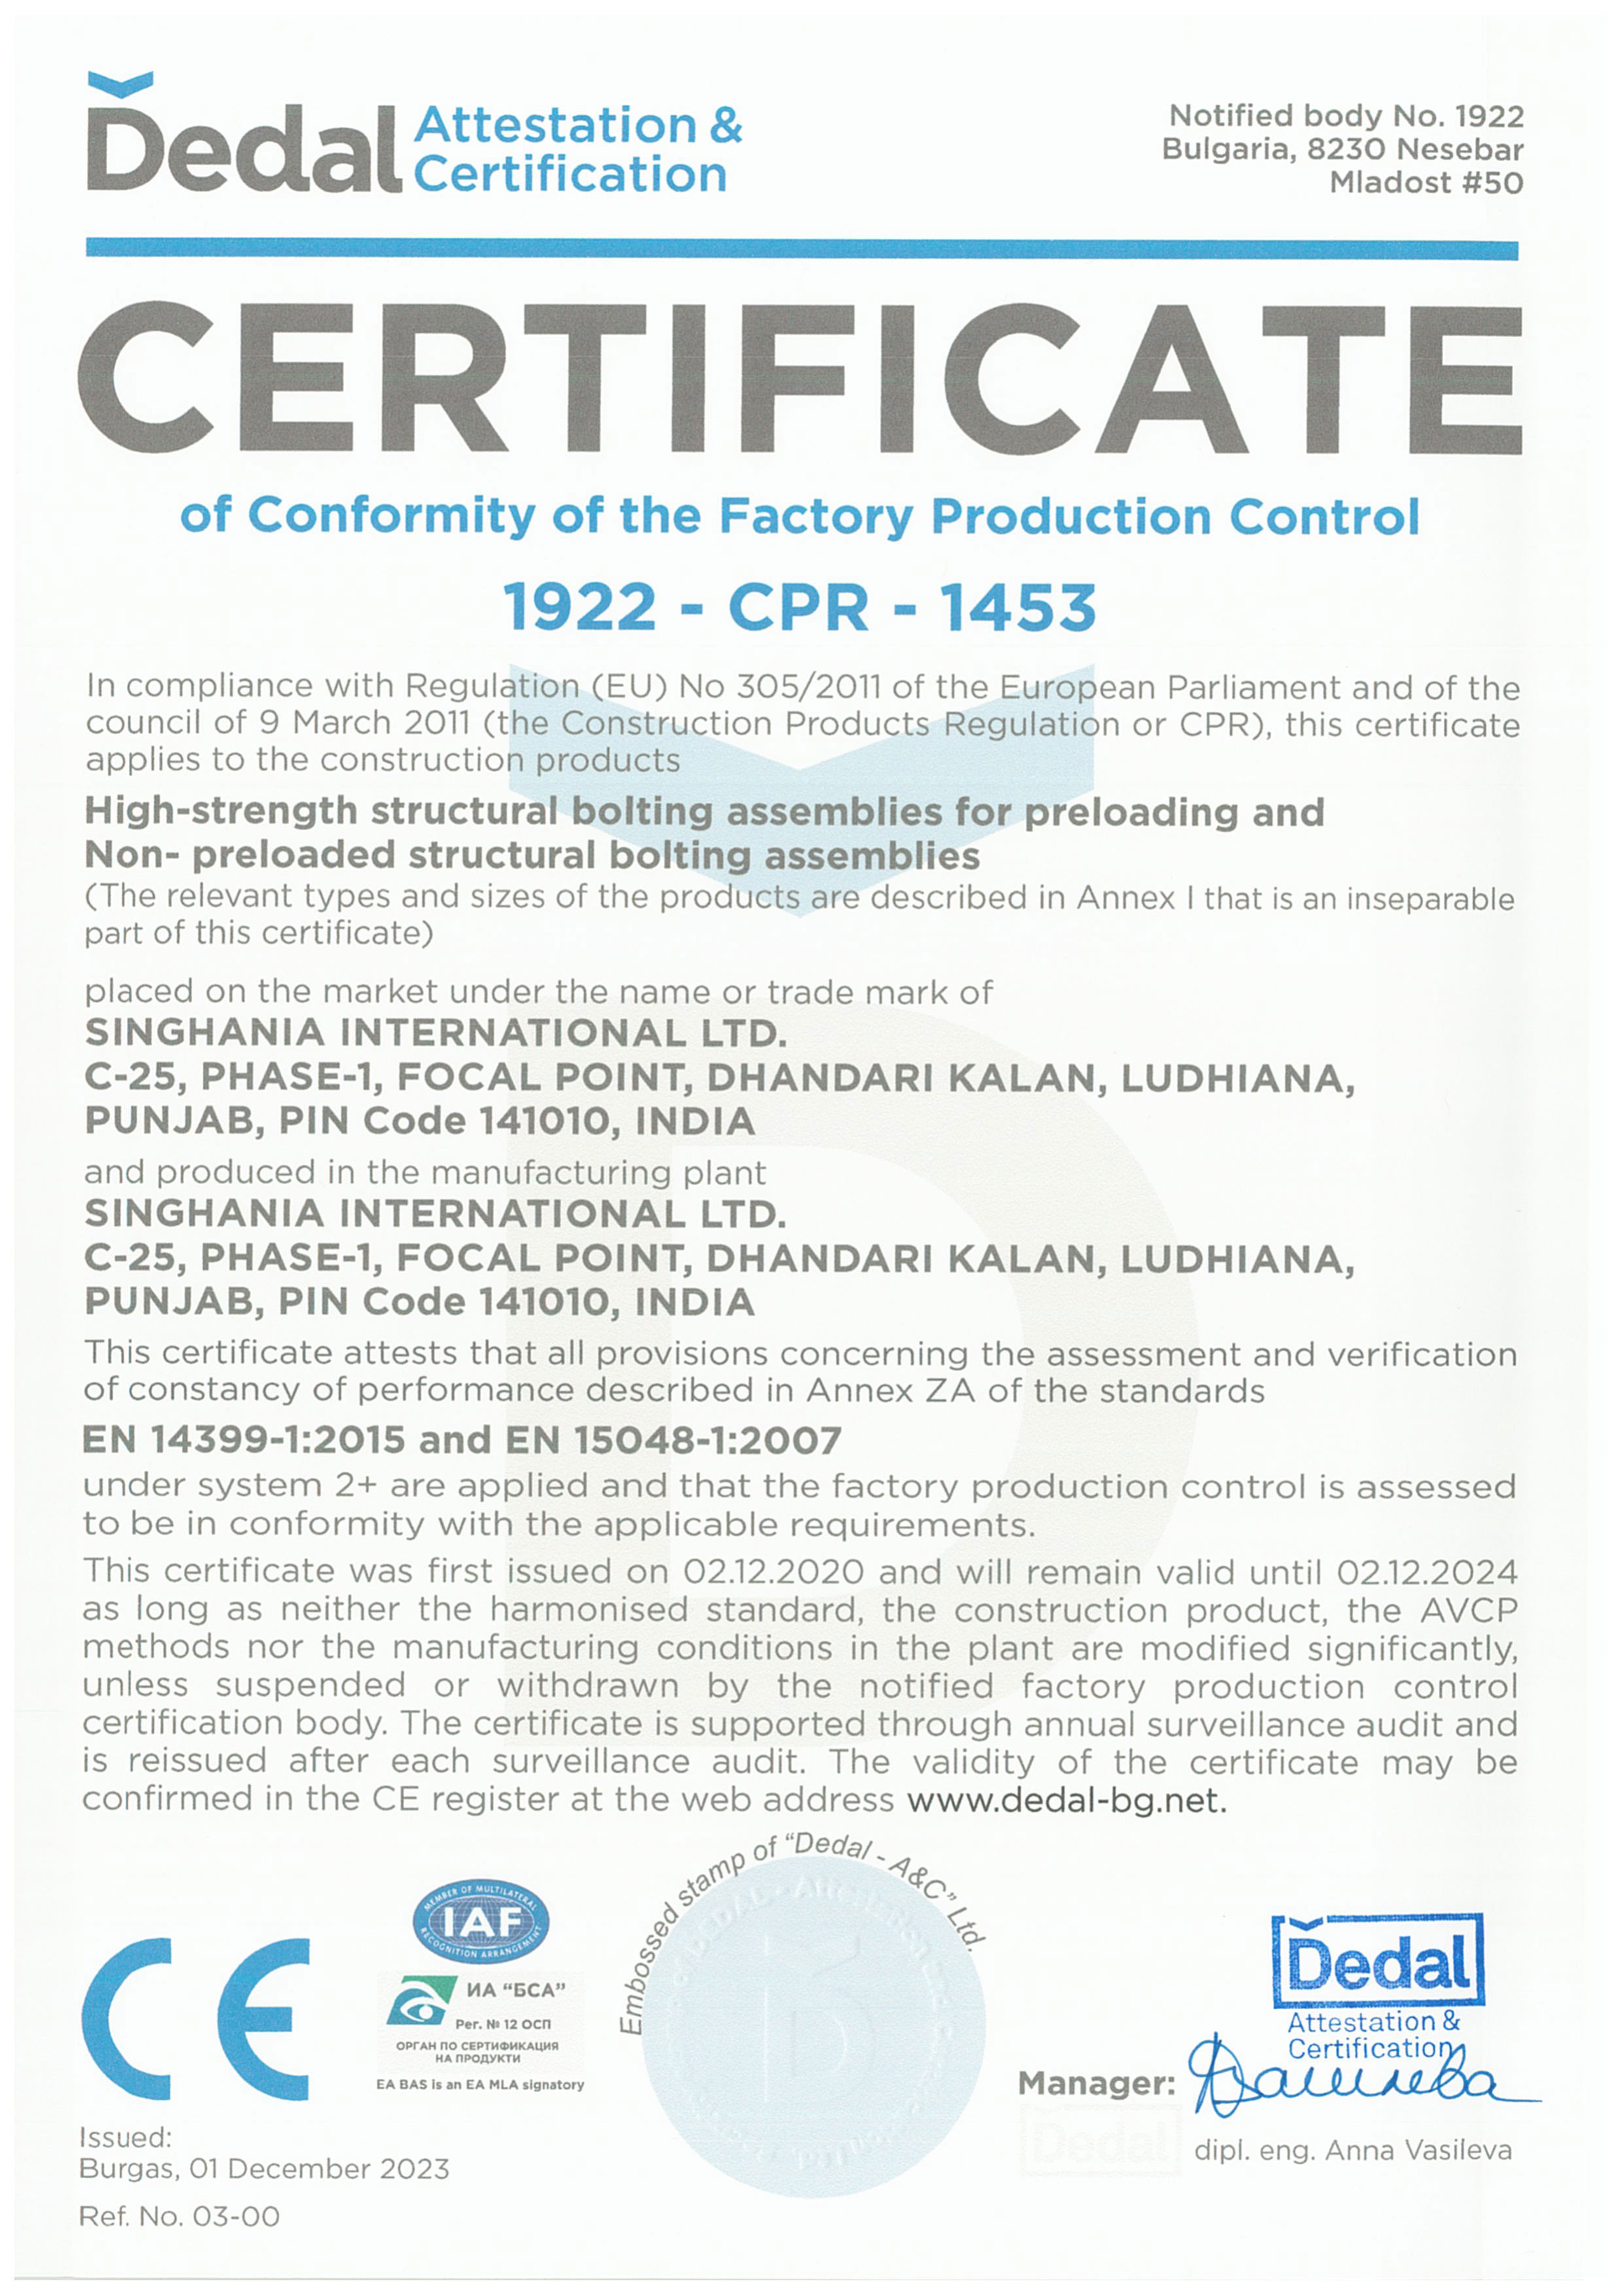 Dedal
Attestation &
Certification
Notified body No. 1922
Bulgaria, 8230 Nesebar
Mladost #50
CERTIFICATE
of Conformity of the Factory Production Control
1922 - CPR - 1453
In compliance with Regulation (EU) No 305/2011 of the European Parliament and of the
council of 9 March 2011 (the Construction Products Regulation or CPR), this certificate
applies to the construction products
High-strength structural bolting assemblies for preloading and
Non- preloaded structural bolting assemblies
(The relevant types and sizes of the products are described in Annex I that is an inseparable
part of this certificate)
placed on the market under the name or trade mark of
SINGHANIA INTERNATIONAL LTD.
C-25, PHASE-1, FOCAL POINT, DHANDARI KALAN, LUDHIANA,
PUNJAB, PIN Code 141010, INDIA
and produced in the manufacturing plant
SINGHANIA INTERNATIONAL LTD.
C-25, PHASE-1, FOCAL POINT, DHANDARI KALAN, LUDHIANA,
PUNJAB, PIN Code 141010, INDIA
This certificate attests that all provisions concerning the assessment and verification
of constancy of performance described in Annex ZA of the standards
EN 14399-1:2015 and EN 15048-1:2007
under system 2+ are applied and that the factory production control is assessed
to be in conformity with the applicable requirements.
This certificate was first issued on 02.12.2020 and will remain valid until 02.12.2024
as long as neither the harmonised standard, the construction product, the AVCP
methods nor the manufacturing conditions in the plant are modified significantly,
unless suspended or withdrawn by the notified factory production control
certification body. The certificate is supported through annual surveillance audit and
is reissued after each surveillance audit. The validity of the certificate may be
confirmed in the CE register at the web address www.dedal-bg.net.
CE
MEMBER OF MULTILATERAL
IAF
RECOGNITION ARRANGEMENT
ИА “БСА”
Рег. № 12 ОСП
ОРГАН ПО СЕРТИФИКАЦИЯ
НА ПРОДУКТИ
EA BAS is an EA MLA signatory
Embossed stamp of “Dedal - A&C” Ltd.
Dedal
Attestation &
Certification
Manager:
Dedal
dipl. eng. Anna Vasileva
Issued:
Burgas, 01 December 2023
Ref. No. 03-00